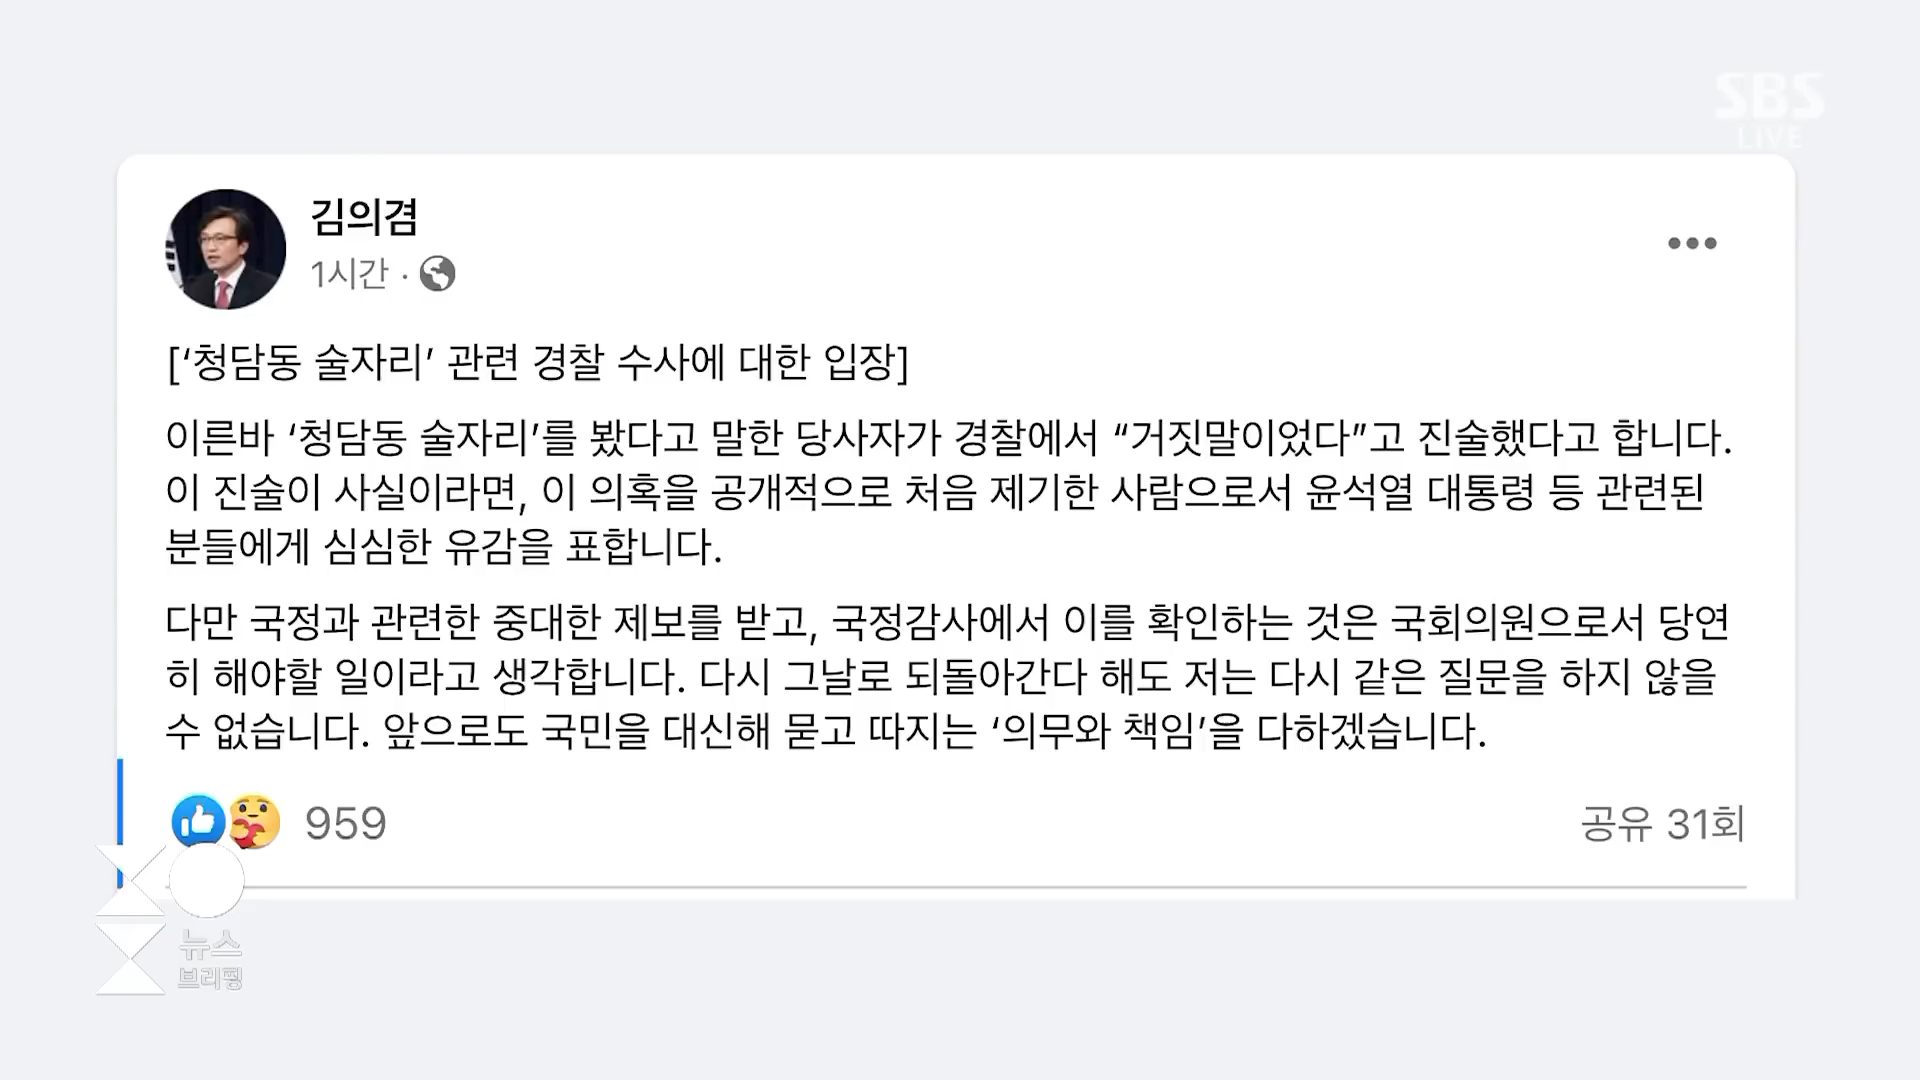 SBS
LIVE
김의겸
1시간 ·
[‘청담동 술자리’ 관련 경찰 수사에 대한 입장]
이른바 ‘청담동 술자리’를 봤다고 말한 당사자가 경찰에서 “거짓말이었다”고 진술했다고 합니다.
이 진술이 사실이라면, 이 의혹을 공개적으로 처음 제기한 사람으로서 윤석열 대통령 등 관련된
분들에게 심심한 유감을 표합니다.
다만 국정과 관련한 중대한 제보를 받고, 국정감사에서 이를 확인하는 것은 국회의원으로서 당연
히 해야할 일이라고 생각합니다. 다시 그날로 되돌아간다 해도 저는 다시 같은 질문을 하지 않을
수 없습니다. 앞으로도 국민을 대신해 묻고 따지는 ‘의무와 책임’을 다하겠습니다.
959
공유 31회
뉴스
브리핑